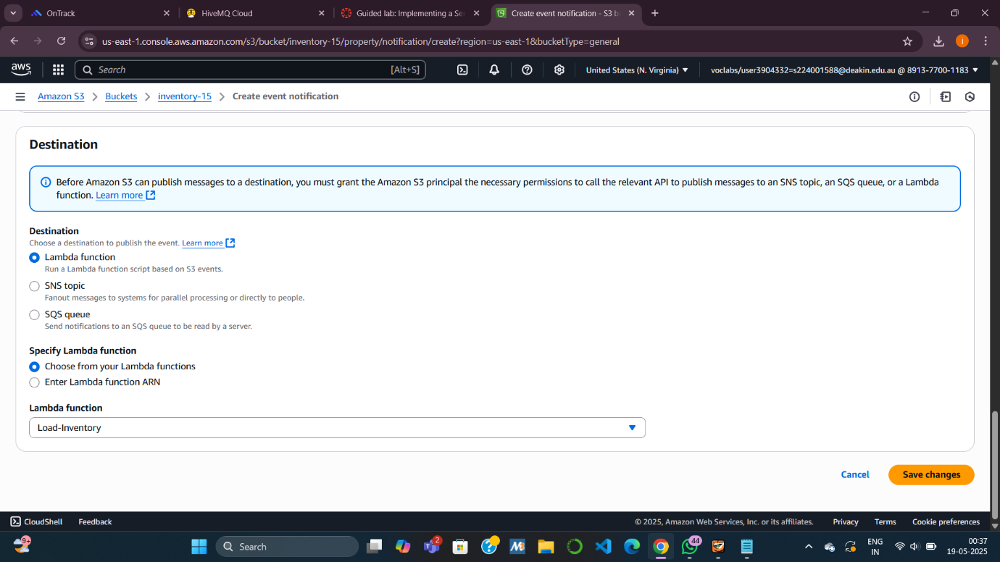 OnTrack
HiveMQ Cloud
Guided lab: Implementing a Se
Create event notification - S3 b
us-east-1.console.aws.amazon.com/s3/bucket/inventory-15/property/notification/create?region=us-east-1&bucketType=general
j
aws
Search
[Alt+S]
United States (N. Virginia)
voclabs/user3904332=s224001588@deakin.edu.au @ 8913-7700-1183
Amazon S3 > Buckets > inventory-15 > Create event notification
Destination
Before Amazon S3 can publish messages to a destination, you must grant the Amazon S3 principal the necessary permissions to call the relevant API to publish messages to an SNS topic, an SQS queue, or a Lambda
function. Learn more
Destination
Choose a destination to publish the event. Learn more
Lambda function
Run a Lambda function script based on S3 events.
SNS topic
Fanout messages to systems for parallel processing or directly to people.
SQS queue
Send notifications to an SQS queue to be read by a server.
Specify Lambda function
Choose from your Lambda functions
Enter Lambda function ARN
Lambda function
Load-Inventory
Cancel
Save changes
CloudShell
Feedback
© 2025, Amazon Web Services, Inc. or its affiliates.
Privacy
Terms
Cookie preferences
9+
Search
2
44
ENG
IN
00:37
19-05-2025